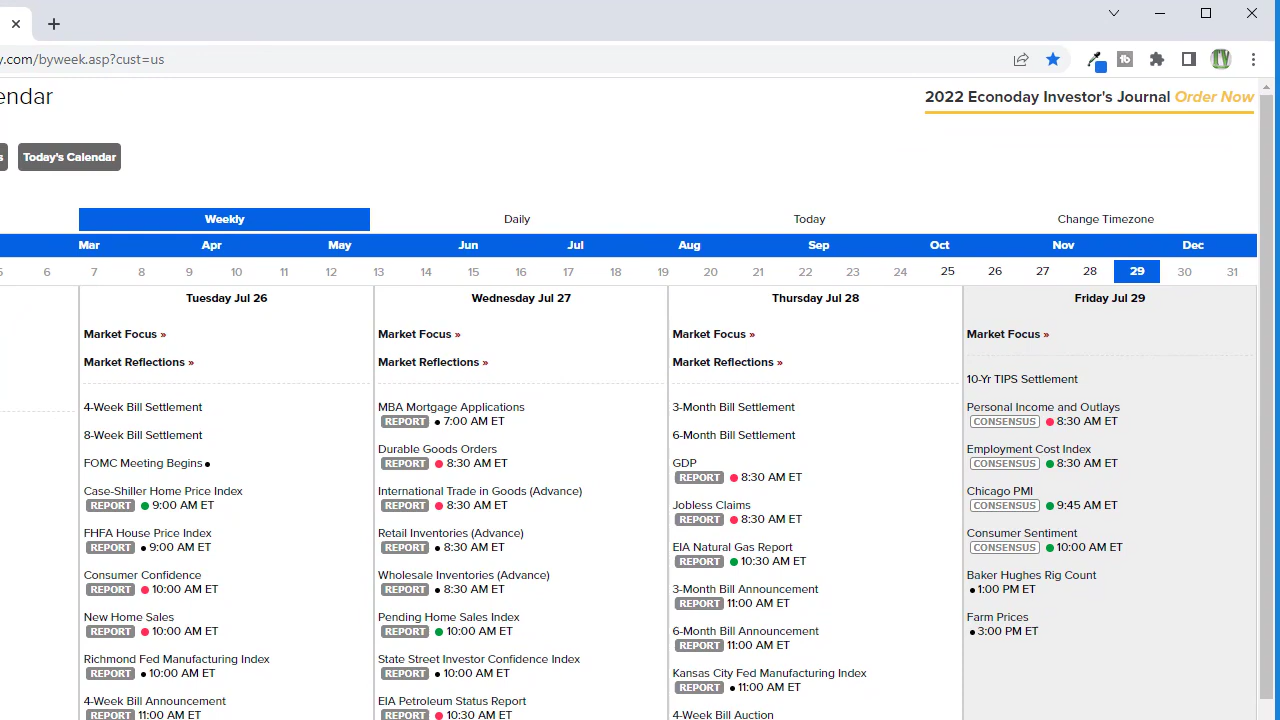 y.com/byweek.asp?cust=us
endar
2022 Econoday Investor's Journal Order Now
s
Today's Calendar
Weekly Daily Today Change Timezone
Mar Apr May Jun Jul Aug Sep Oct Nov Dec
5 6 7 8 9 10 11 12 13 14 15 16 17 18 19 20 21 22 23 24 25 26 27 28 29 30 31
Tuesday Jul 26
Market Focus »
Market Reflections »
4-Week Bill Settlement
8-Week Bill Settlement
FOMC Meeting Begins
Case-Shiller Home Price Index
REPORT 9:00 AM ET
FHFA House Price Index
REPORT 9:00 AM ET
Consumer Confidence
REPORT 10:00 AM ET
New Home Sales
REPORT 10:00 AM ET
Richmond Fed Manufacturing Index
REPORT 10:00 AM ET
4-Week Bill Announcement
REPORT 11:00 AM ET
Wednesday Jul 27
Market Focus »
Market Reflections »
MBA Mortgage Applications
REPORT 7:00 AM ET
Durable Goods Orders
REPORT 8:30 AM ET
International Trade in Goods (Advance)
REPORT 8:30 AM ET
Retail Inventories (Advance)
REPORT 8:30 AM ET
Wholesale Inventories (Advance)
REPORT 8:30 AM ET
Pending Home Sales Index
REPORT 10:00 AM ET
State Street Investor Confidence Index
REPORT 10:00 AM ET
EIA Petroleum Status Report
REPORT 10:30 AM ET
Thursday Jul 28
Market Focus »
Market Reflections »
3-Month Bill Settlement
6-Month Bill Settlement
GDP
REPORT 8:30 AM ET
Jobless Claims
REPORT 8:30 AM ET
EIA Natural Gas Report
REPORT 10:30 AM ET
3-Month Bill Announcement
REPORT 11:00 AM ET
6-Month Bill Announcement
REPORT 11:00 AM ET
Kansas City Fed Manufacturing Index
REPORT 11:00 AM ET
4-Week Bill Auction
Friday Jul 29
Market Focus »
10-Yr TIPS Settlement
Personal Income and Outlays
CONSENSUS 8:30 AM ET
Employment Cost Index
CONSENSUS 8:30 AM ET
Chicago PMI
CONSENSUS 9:45 AM ET
Consumer Sentiment
CONSENSUS 10:00 AM ET
Baker Hughes Rig Count
1:00 PM ET
Farm Prices
3:00 PM ET